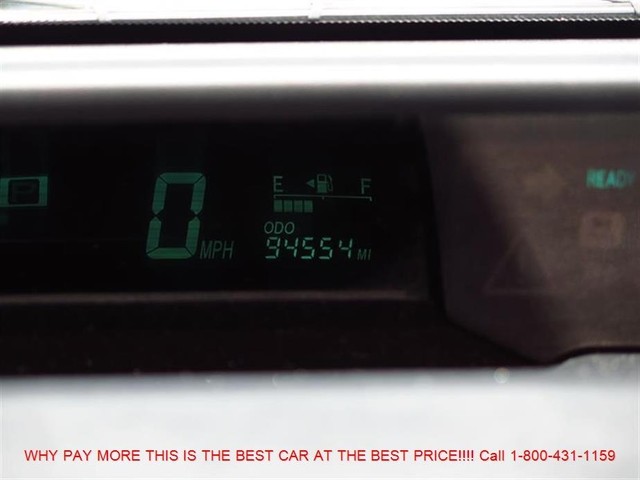 E F
READY
P
0 MPH
ODO
94554 MI
WHY PAY MORE THIS IS THE BEST CAR AT THE BEST PRICE!!!! Call 1-800-431-1159